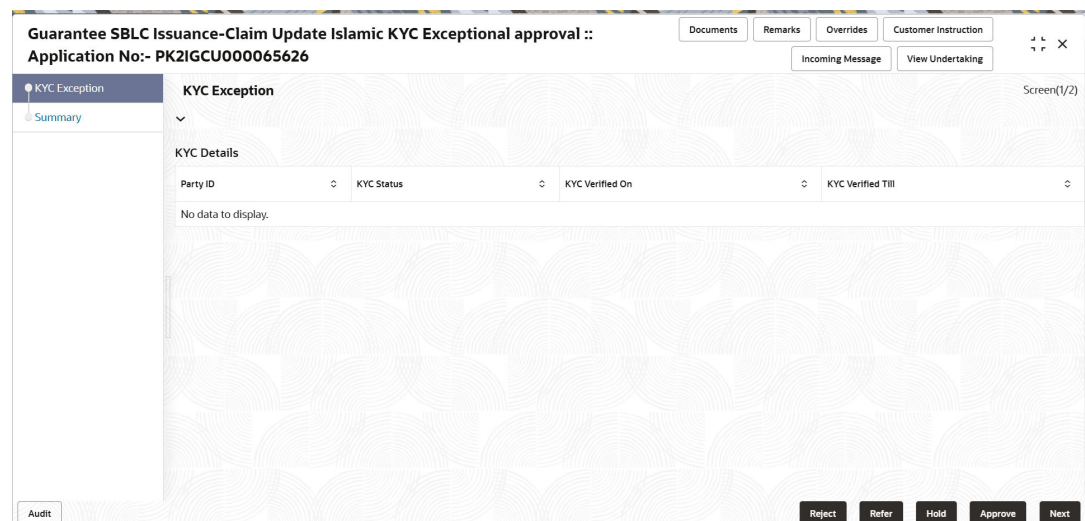 Guarantee SBLC Issuance-Claim Update Islamic KYC Exceptional approval ::
Application No:- PK2IGCU000065626
Documents Remarks Overrides Customer Instruction
Incoming Message View Undertaking
KYC Exception
Summary
KYC Exception
Screen(1/2)
KYC Details
Party ID KYC Status KYC Verified On KYC Verified Till
No data to display.
Audit
Reject Refer Hold Approve Next